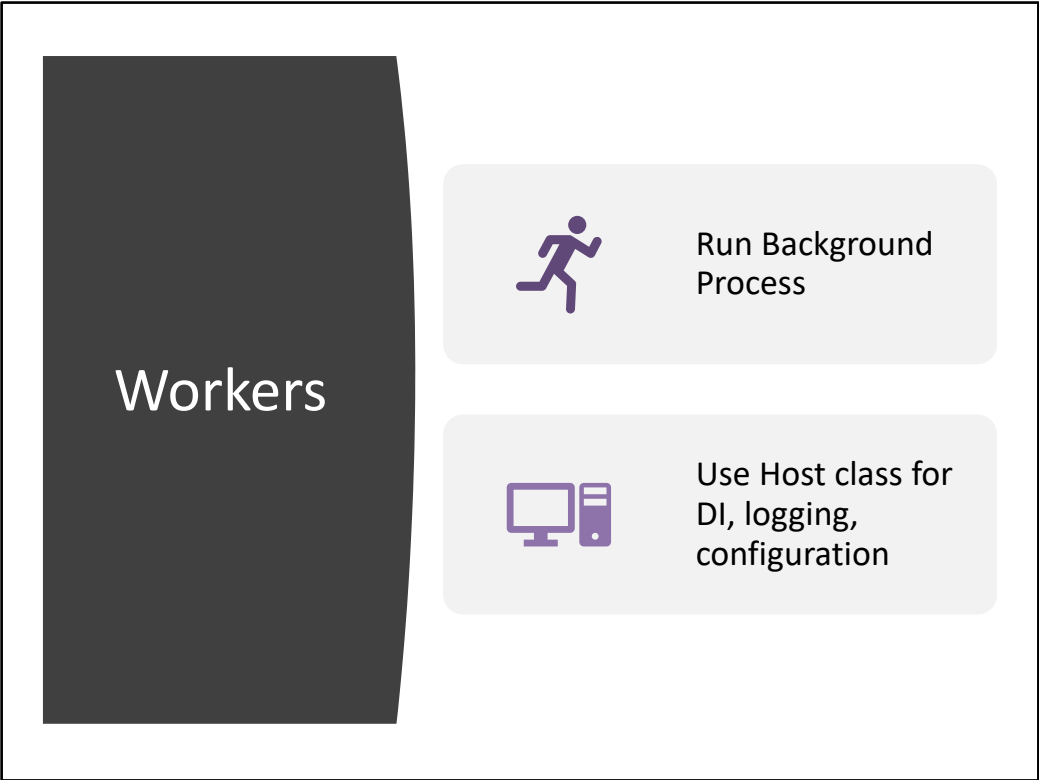 Workers
Run Background
Process
Use Host class for
DI, logging,
configuration